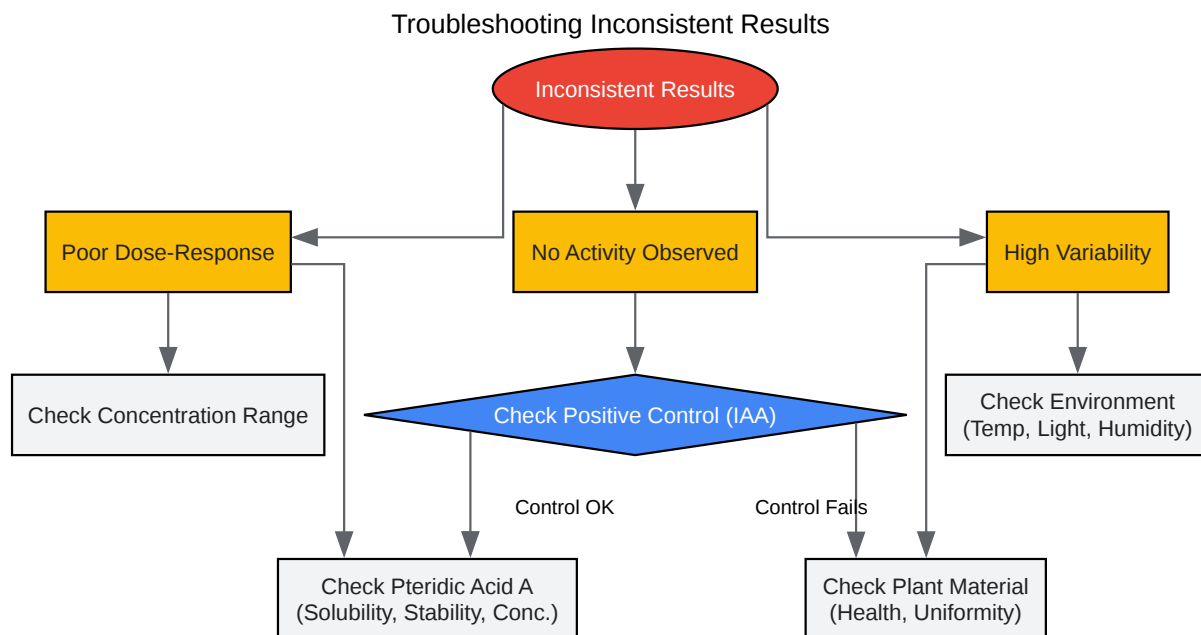 Troubleshooting Inconsistent Results
Inconsistent Results
Poor Dose-Response
No Activity Observed
High Variability
Check Concentration Range
Check Positive Control (IAA)
Check Environment
(Temp, Light, Humidity)
Control OK
Control Fails
Check Pteridic Acid A
(Solubility, Stability, Conc.)
Check Plant Material
(Health, Uniformity)